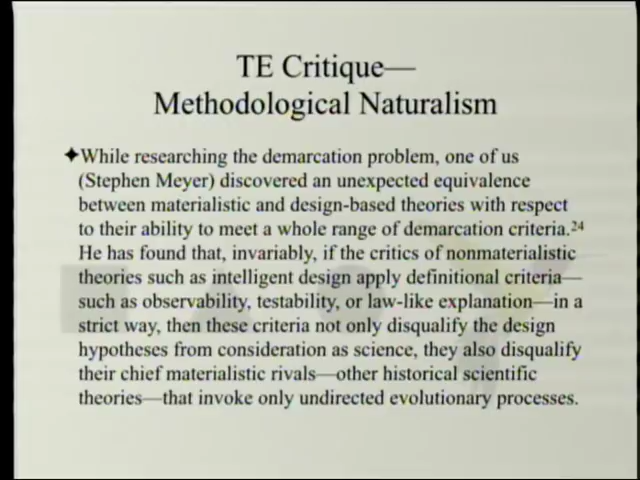 TE Critique—
Methodological Naturalism
✦While researching the demarcation problem, one of us
(Stephen Meyer) discovered an unexpected equivalence
between materialistic and design-based theories with respect
to their ability to meet a whole range of demarcation criteria.²⁴
He has found that, invariably, if the critics of nonmaterialistic
theories such as intelligent design apply definitional criteria—
such as observability, testability, or law-like explanation—in a
strict way, then these criteria not only disqualify the design
hypotheses from consideration as science, they also disqualify
their chief materialistic rivals—other historical scientific
theories—that invoke only undirected evolutionary processes.